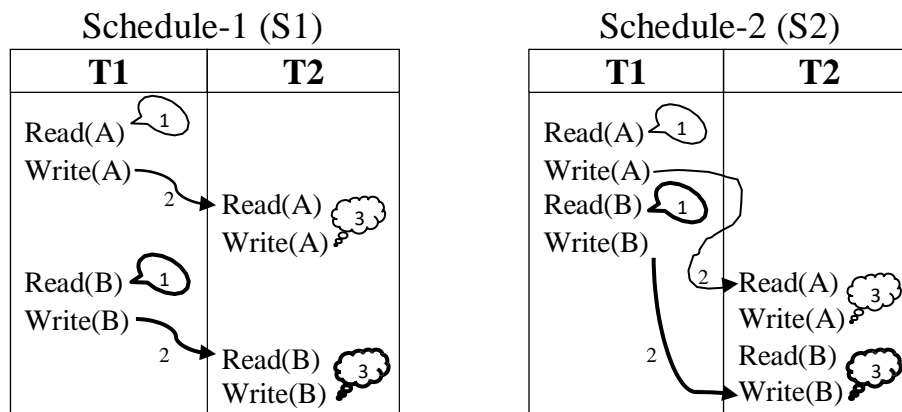 Schedule-1 (S1)
T1 T2
Read(A) 1
Write(A)
2 Read(A)
Write(A) 3
Read(B) 1
Write(B)
2 Read(B)
Write(B) 3
Schedule-2 (S2)
T1 T2
Read(A) 1
Write(A)
Read(B) 1
Write(B)
2 Read(A)
Write(A) 3
2 Read(B)
Write(B) 3